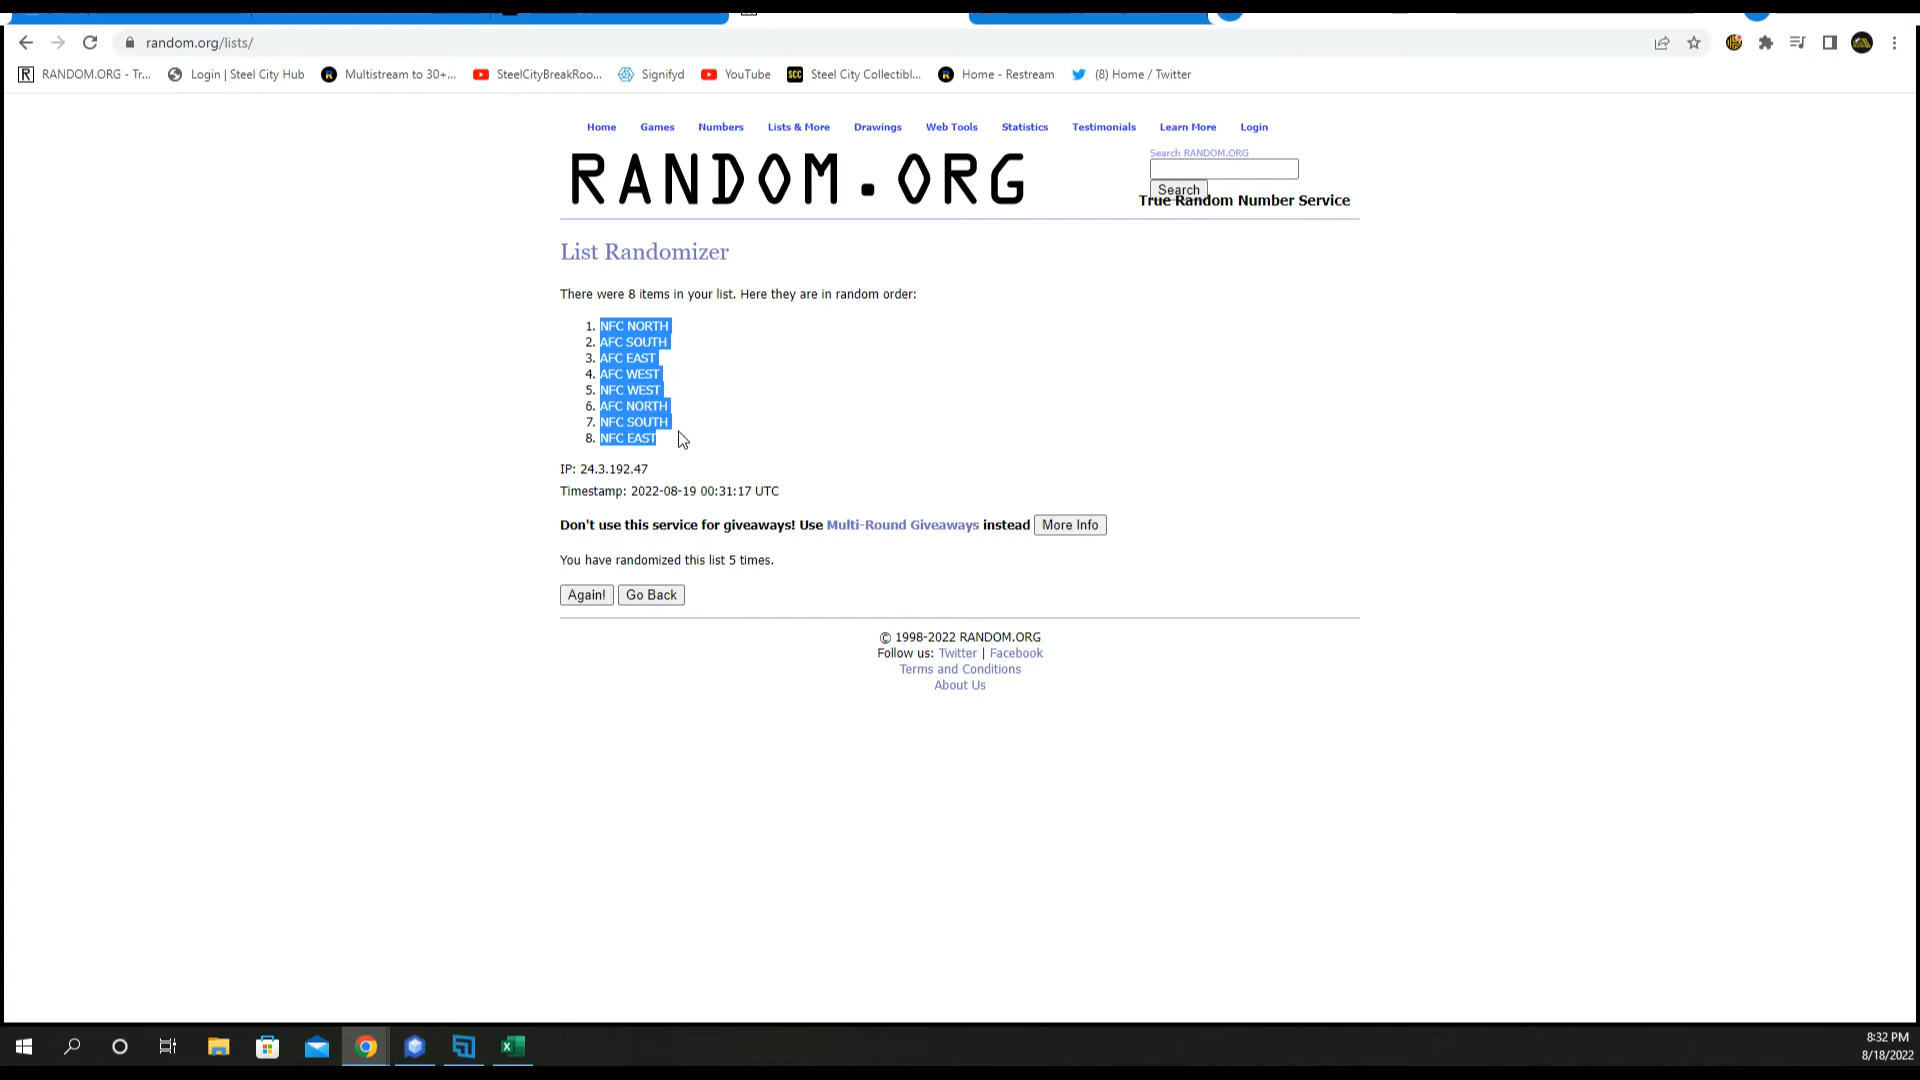 random.org/lists/
RANDOM.ORG - Tr...
Login | Steel City Hub
Multistream to 30+...
SteelCityBreakRoo...
Signifyd
YouTube
SCC Steel City Collectibl...
Home - Restream
(8) Home / Twitter
Home Games Numbers Lists & More Drawings Web Tools Statistics Testimonials Learn More Login
RANDOM.ORG
Search RANDOM.ORG
Search
True Random Number Service
List Randomizer
There were 8 items in your list. Here they are in random order:
1. NFC NORTH
2. AFC SOUTH
3. AFC EAST
4. AFC WEST
5. NFC WEST
6. AFC NORTH
7. NFC SOUTH
8. NFC EAST
IP: 24.3.192.47
Timestamp: 2022-08-19 00:31:17 UTC
Don't use this service for giveaways! Use Multi-Round Giveaways instead More Info
You have randomized this list 5 times.
Again! Go Back
© 1998-2022 RANDOM.ORG
Follow us: Twitter | Facebook
Terms and Conditions
About Us
8:32 PM
8/18/2022